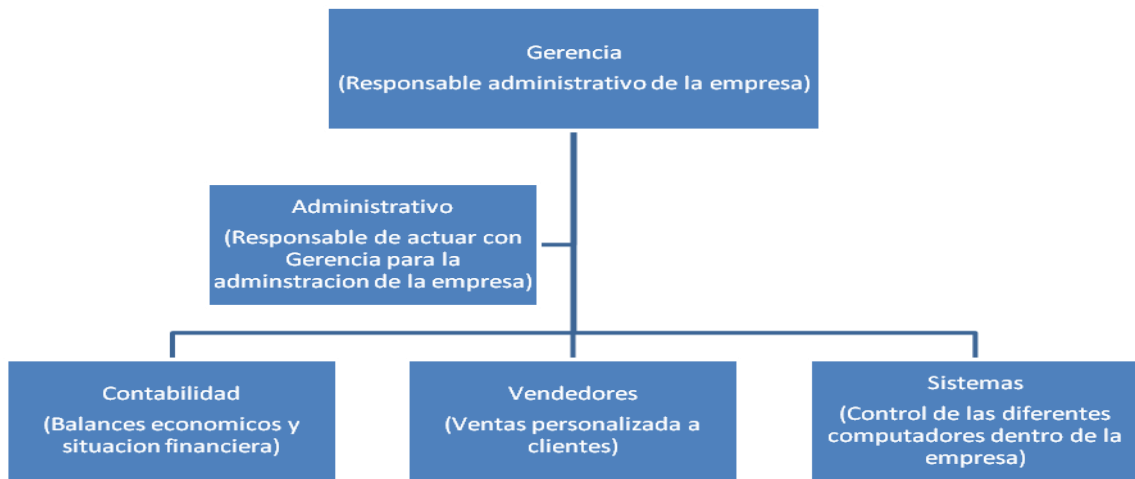 Gerencia
(Responsable administrativo de la empresa)
Administrativo
(Responsable de actuar con
Gerencia para la
adminstracion de la empresa)
Contabilidad
(Balances economicos y
situacion financiera)
Vendedores
(Ventas personalizada a
clientes)
Sistemas
(Control de las diferentes
computadores dentro de la
empresa)